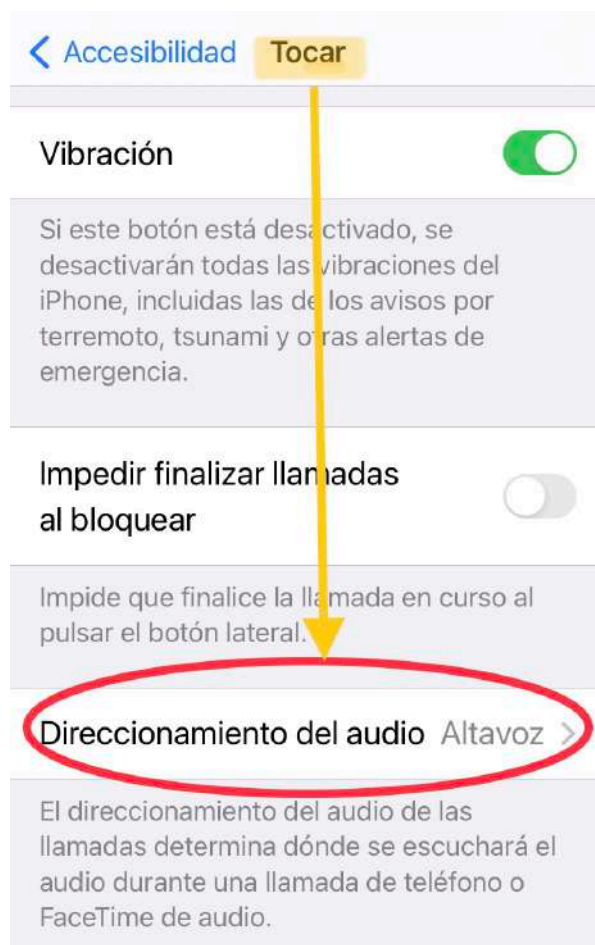 Accesibilidad Tocar
Vibración
Si este botón está desactivado, se
desactivarán todas las vibraciones del
iPhone, incluidas las de los avisos por
terremoto, tsunami y otras alertas de
emergencia.
Impedir finalizar llamadas
al bloquear
Impide que finalice la llamada en curso al
pulsar el botón lateral.
Direccionamiento del audio Altavoz
El direccionamiento del audio de las
llamadas determina dónde se escuchará el
audio durante una llamada de teléfono o
FaceTime de audio.